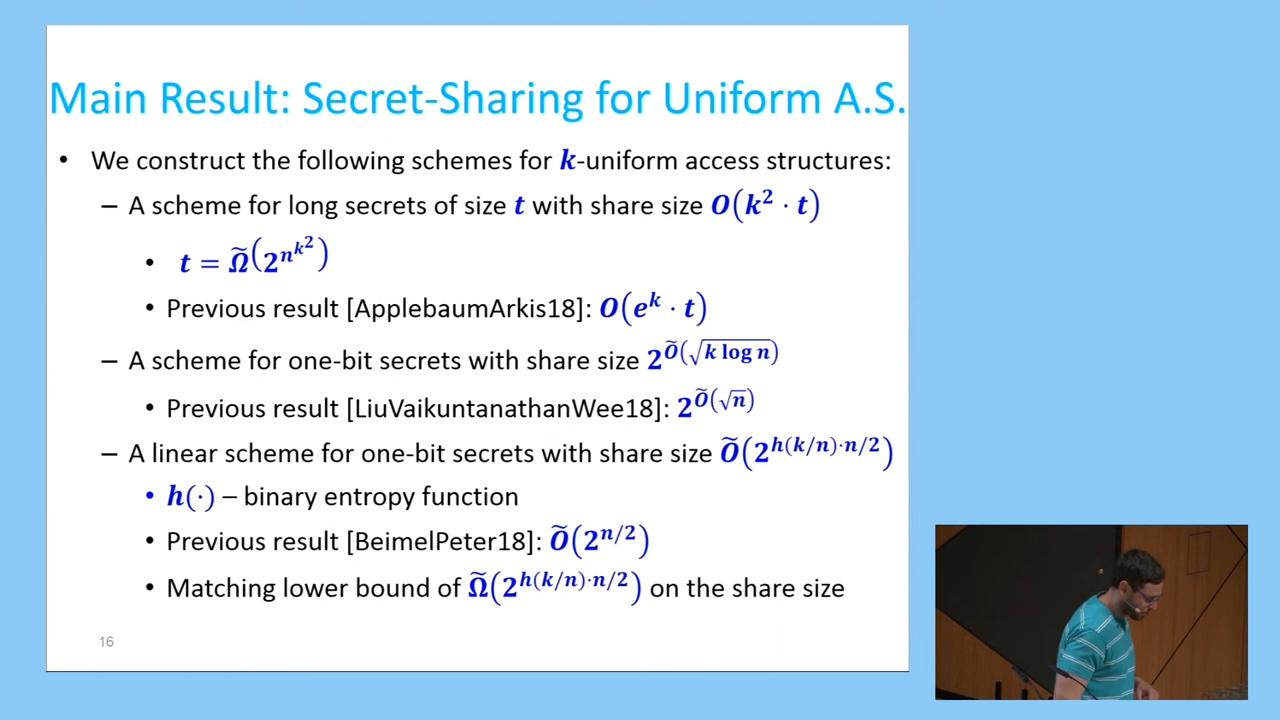 Main Result: Secret-Sharing for Uniform A.S.
• We construct the following schemes for k-uniform access structures:
– A scheme for long secrets of size t with share size O(k² · t)
• t = Ω̃(2^{n^{k²}})
• Previous result [ApplebaumArkis18]: O(e^k · t)
– A scheme for one-bit secrets with share size 2^{Õ(√(k log n))}
• Previous result [LiuVaikuntanathanWee18]: 2^{Õ(√n)}
– A linear scheme for one-bit secrets with share size Õ(2^{h(k/n)·n/2})
• h(·) – binary entropy function
• Previous result [BeimelPeter18]: Õ(2^{n/2})
• Matching lower bound of Ω̃(2^{h(k/n)·n/2}) on the share size
16